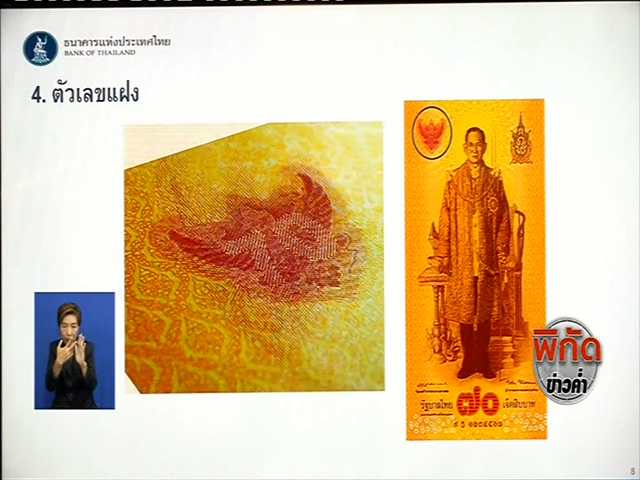 ธนาคารแห่งประเทศไทย
BANK OF THAILAND
4. ตัวเลขแฝง
รัฐบาลไทย ๗๐ เจ็ดสิบบาท
พิกัด
ข่าวค่ำ
8